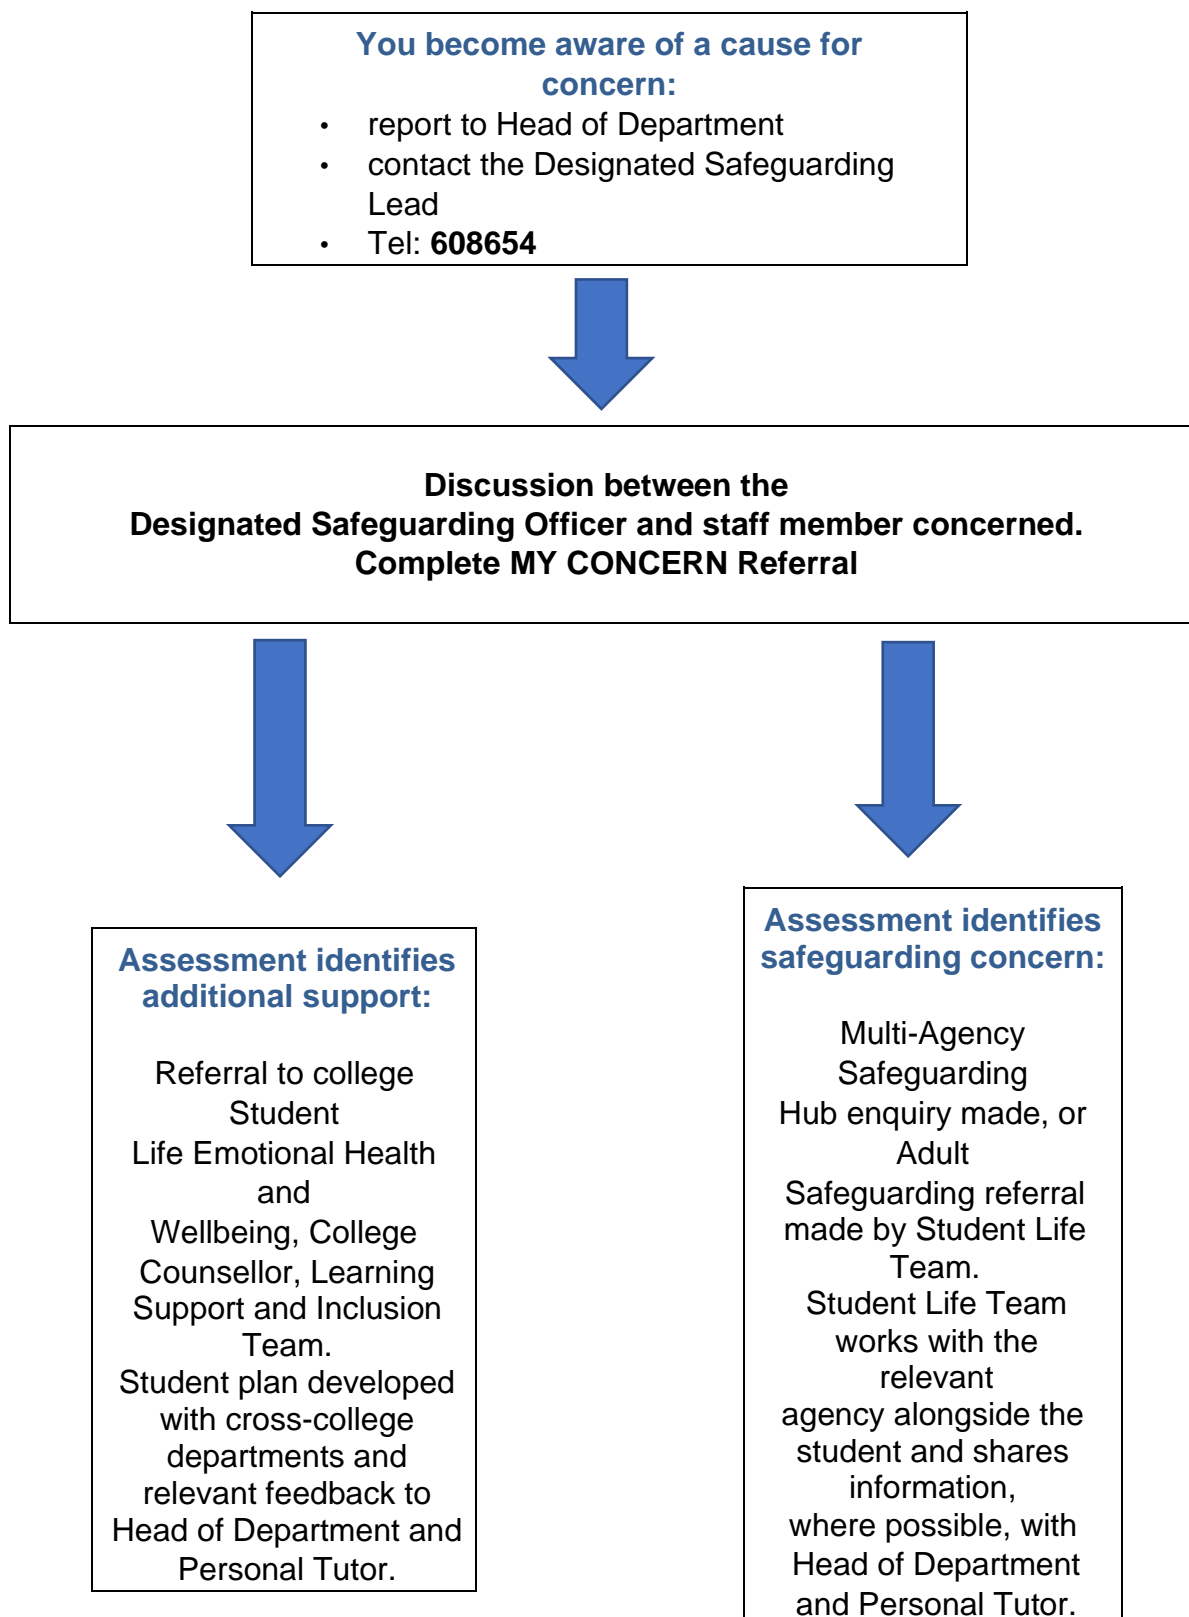 You become aware of a cause for
concern:
• report to Head of Department
• contact the Designated Safeguarding
Lead
• Tel: 608654
Discussion between the
Designated Safeguarding Officer and staff member concerned.
Complete MY CONCERN Referral
Assessment identifies
additional support:
Referral to college
Student
Life Emotional Health
and
Wellbeing, College
Counsellor, Learning
Support and Inclusion
Team.
Student plan developed
with cross-college
departments and
relevant feedback to
Head of Department and
Personal Tutor.
Assessment identifies
safeguarding concern:
Multi-Agency
Safeguarding
Hub enquiry made, or
Adult
Safeguarding referral
made by Student Life
Team.
Student Life Team
works with the
relevant
agency alongside the
student and shares
information,
where possible, with
Head of Department
and Personal Tutor.